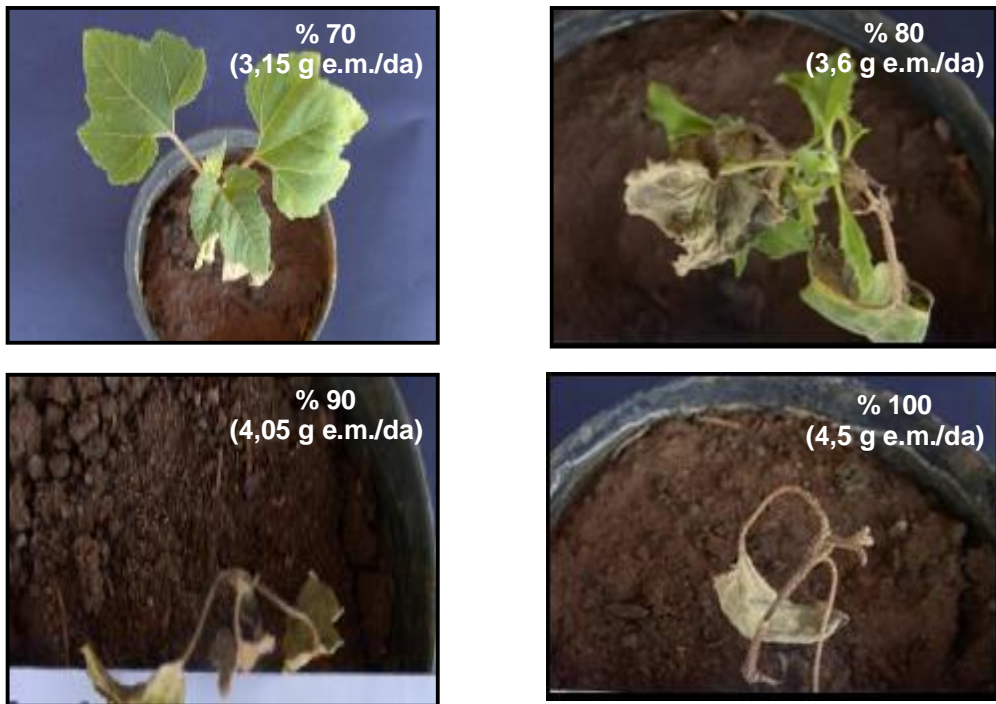 % 70
(3,15 g e.m./da)
% 80
(3,6 g e.m./da)
% 90
(4,05 g e.m./da)
% 100
(4,5 g e.m./da)